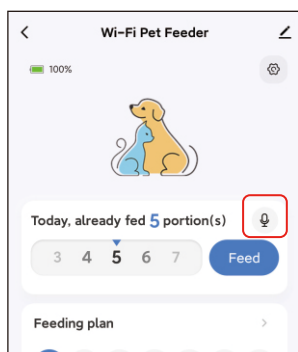 Wi-Fi Pet Feeder
100%
Today, already fed 5 portion(s)
3 4 5 6 7 Feed
Feeding plan